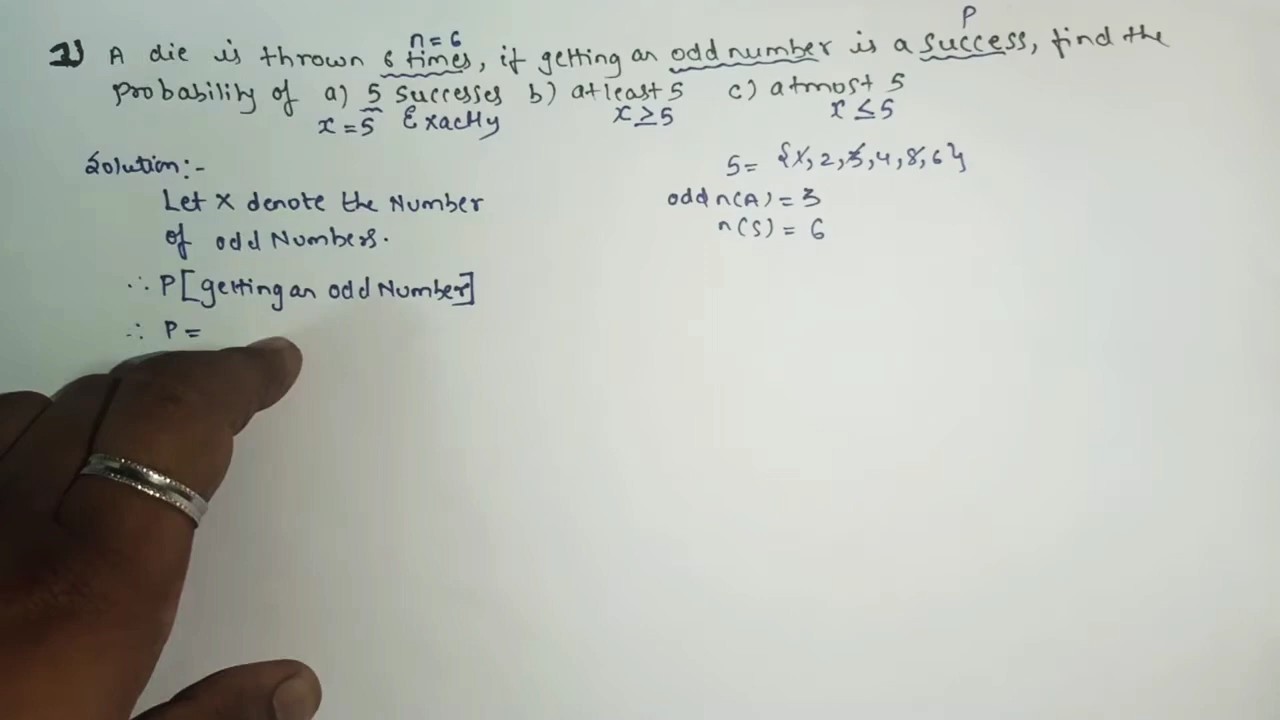 P
n=6
2) A die is thrown 6 times, if getting an odd number is a success, find the
probability of a) 5 successes b) atleast 5 c) atmost 5
x=5 Exactly x≥5 x≤5
Solution:-
S= {1, 2, 3, 4, 5, 6}
Let X denote the Number
odd n(A) = 3
of odd Numbers.
n(S) = 6
∴ P[getting an odd Number]
∴ P=